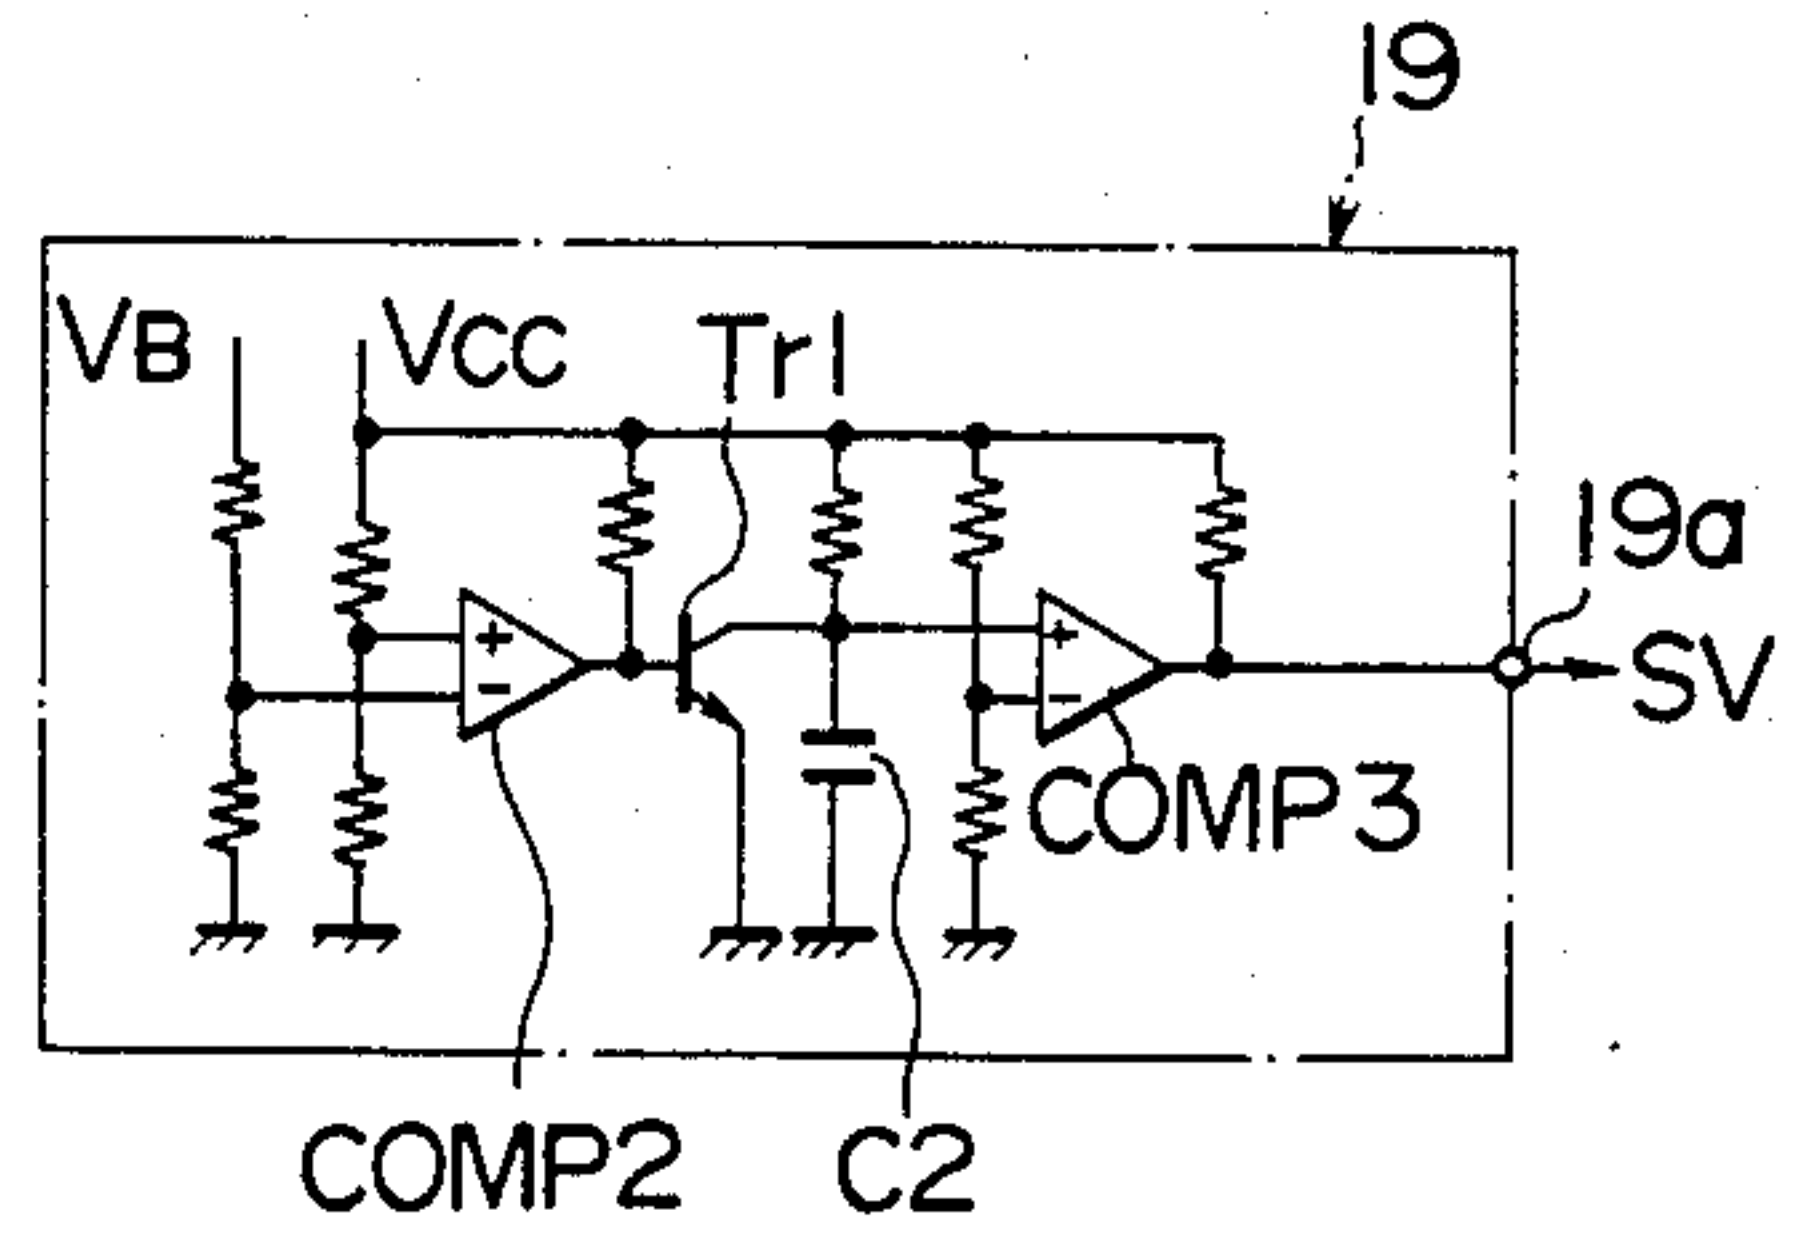 19
VB
VCC
Tr1
19a
+
-
+
-
SV
COMP3
COMP2
C2